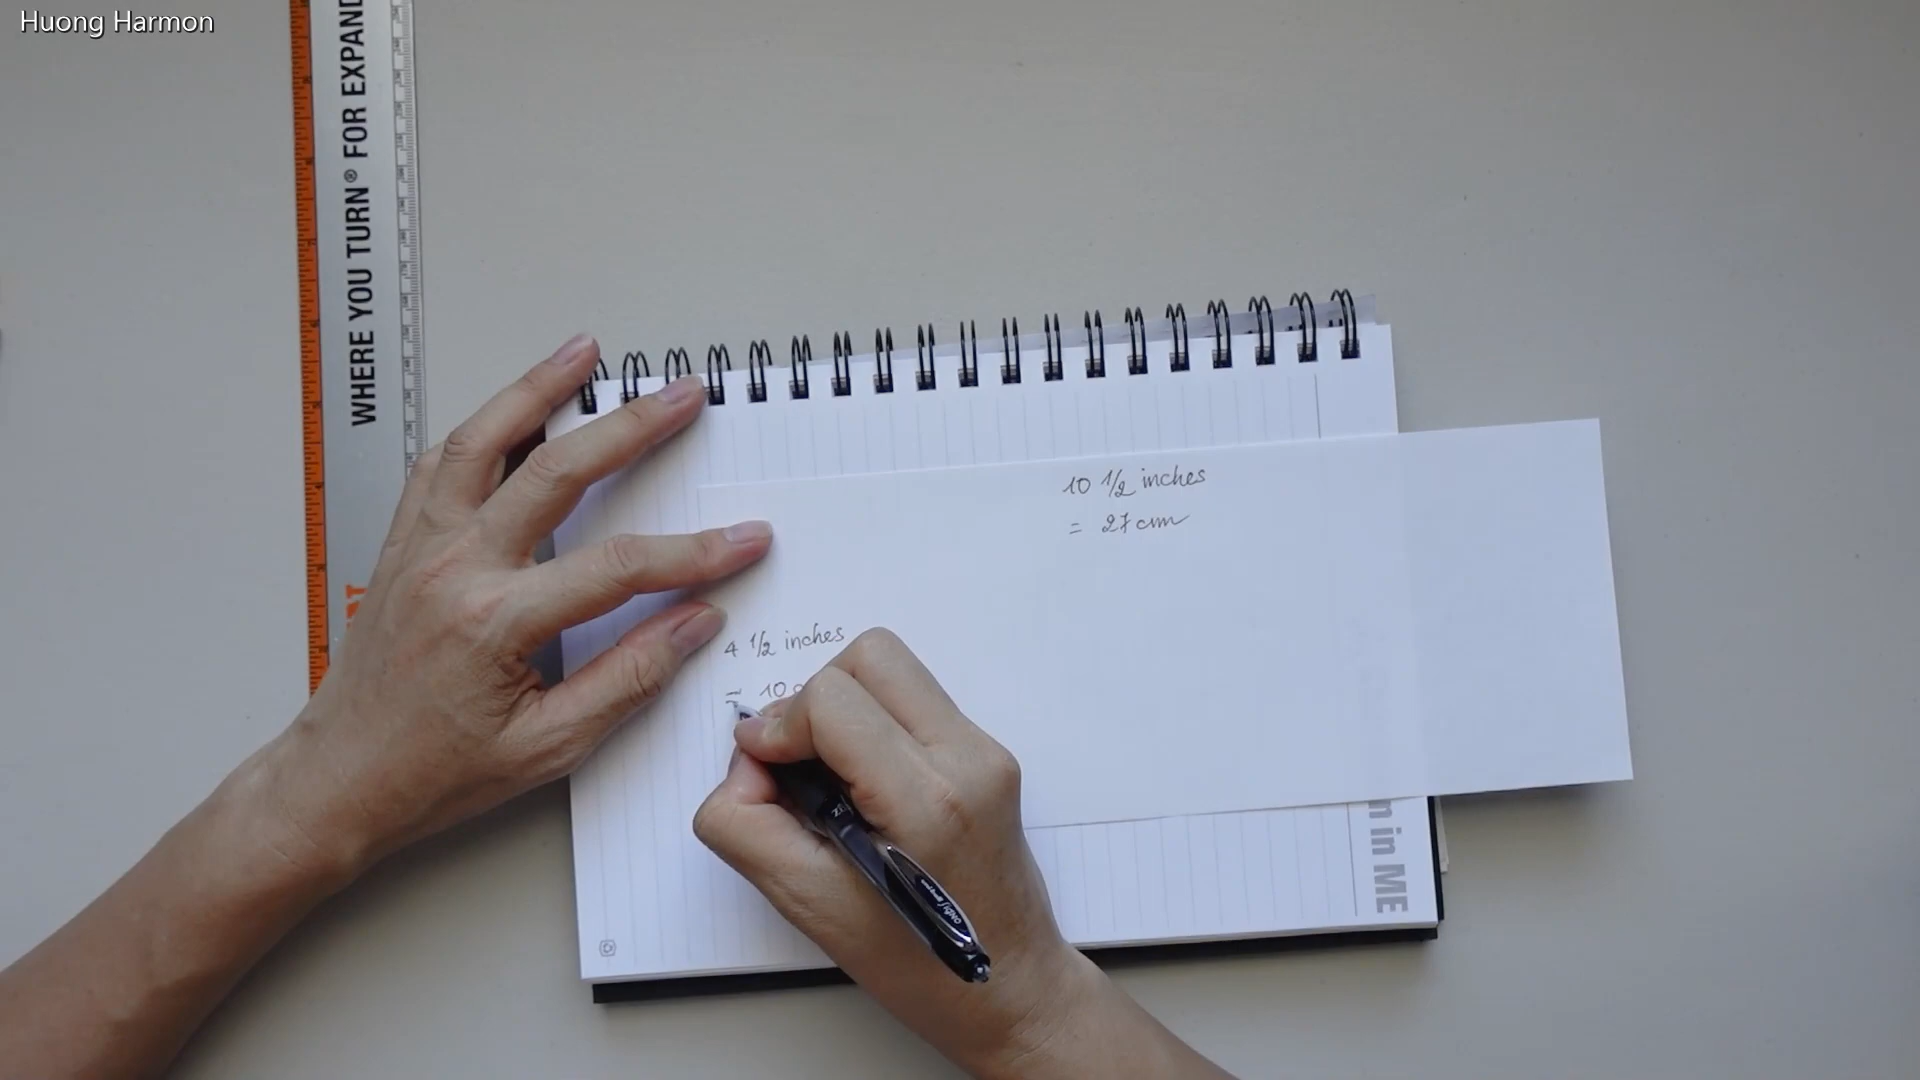 Huong Harmon
WHERE YOU TURN® FOR EXPAND
10 1/2 inches
= 27 cm
4 1/2 inches
= 10
n in ME